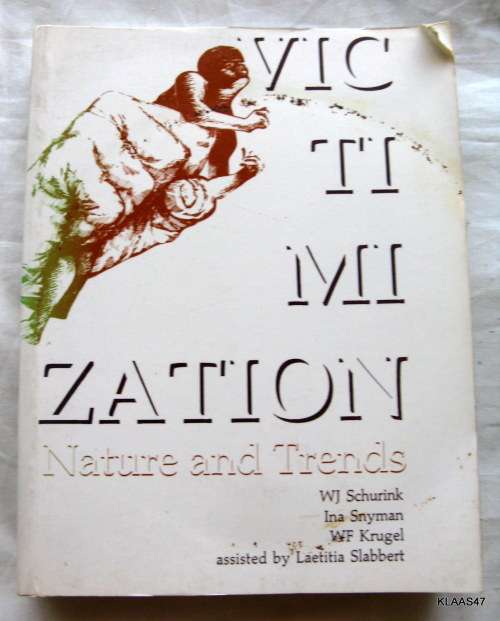 VIC
TI
MI
ZATION
Nature and Trends
WJ Schurink
Ina Snyman
WF Krugel
assisted by Laetitia Slabbert
KLAAS47